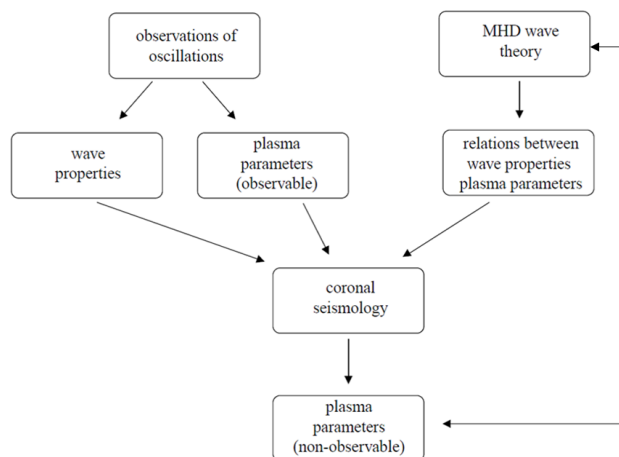 observations of
oscillations
MHD wave
theory
wave
properties
plasma
parameters
(observable)
relations between
wave properties
plasma parameters
coronal
seismology
plasma
parameters
(non-observable)